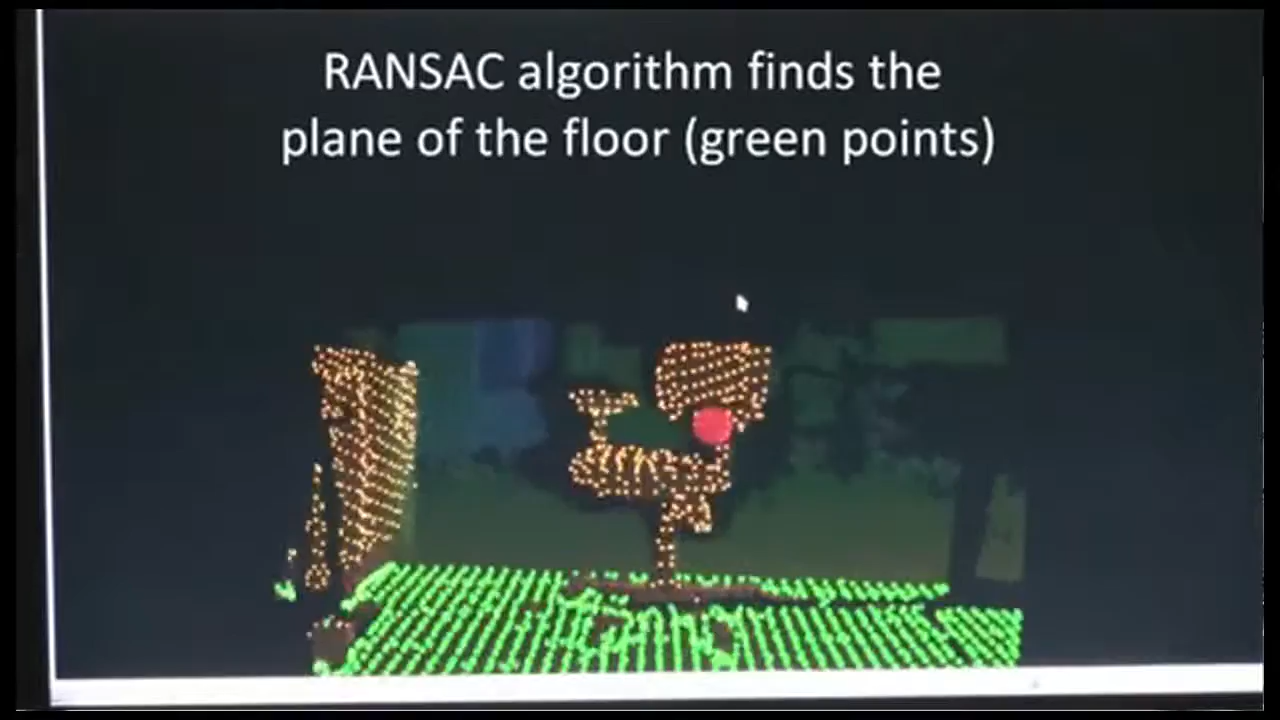 RANSAC algorithm finds the
plane of the floor (green points)